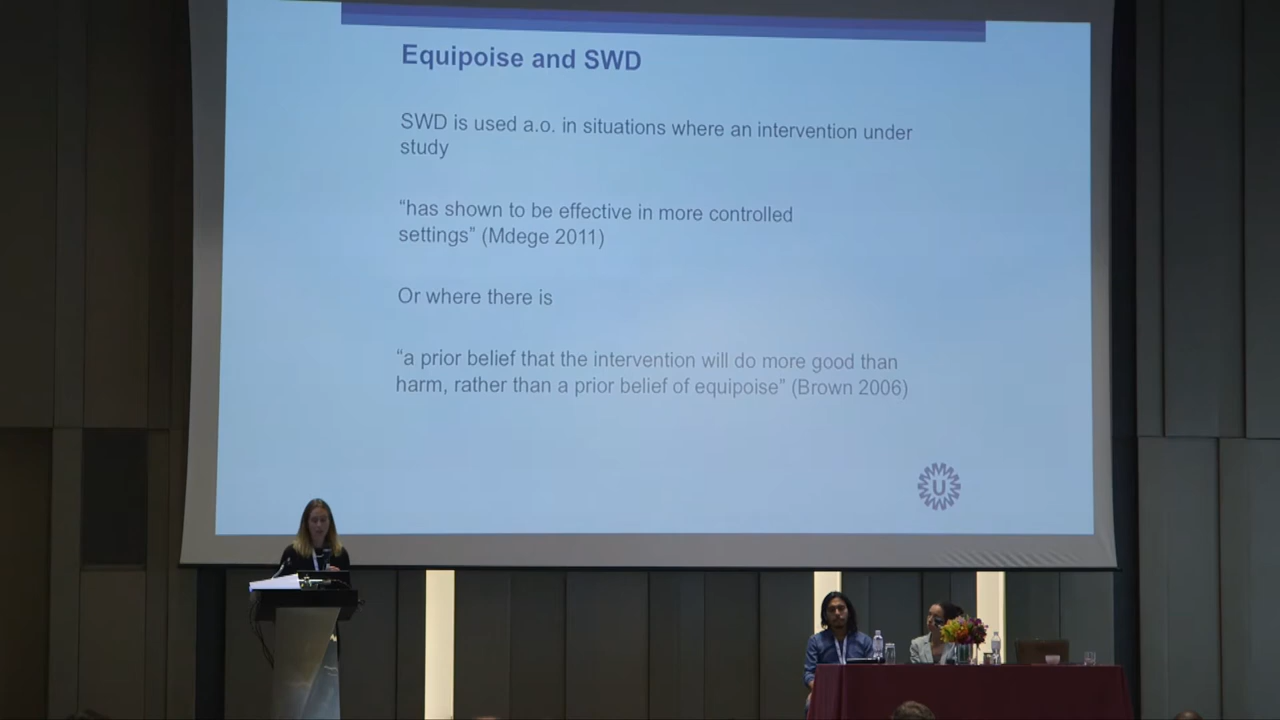 Equipoise and SWD
SWD is used a.o. in situations where an intervention under
study
“has shown to be effective in more controlled
settings” (Mdege 2011)
Or where there is
“a prior belief that the intervention will do more good than
harm, rather than a prior belief of equipoise” (Brown 2006)
U